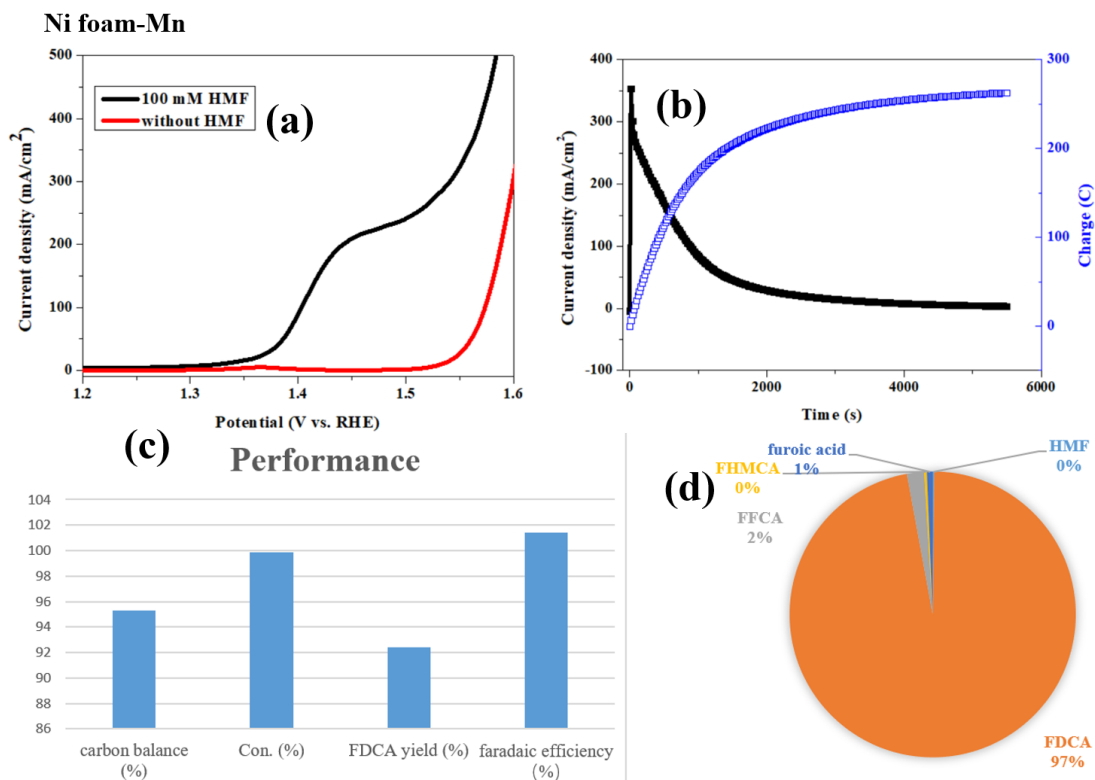 Ni foam-Mn
(a)
100 mM HMF
without HMF
500
400
300
200
100
0
Current density (mA/cm²)
1.2
1.3
1.4
1.5
1.6
Potential (V vs. RHE)
(b)
400
300
200
100
0
-100
Current density (mA/cm²)
300
200
100
0
Charge (C)
0
2000
4000
6000
Time (s)
(c)
Performance
104
102
100
98
96
94
92
90
88
86
carbon balance
(%)
Con. (%)
FDCA yield (%)
faradaic efficiency
(%)
(d)
furoic acid
1%
HMF
0%
FHMCA
0%
FFCA
2%
FDCA
97%